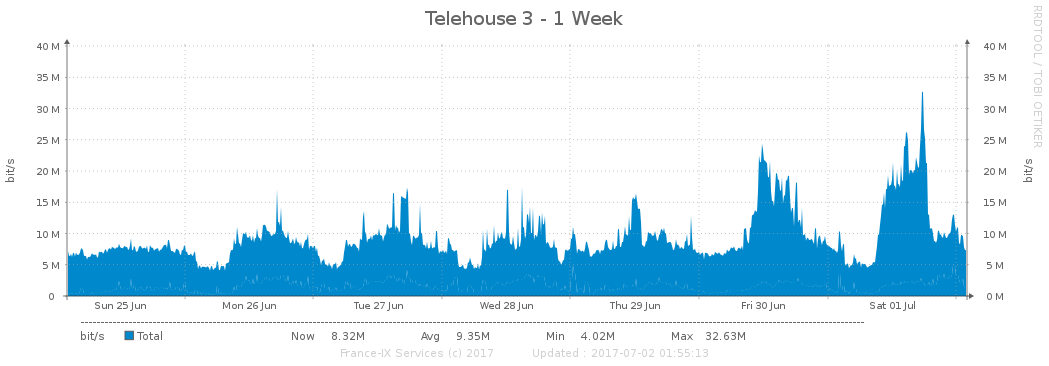 Telehouse 3 - 1 Week
RRDTOOL / TOBI OETIKER
bit/s
bit/s
40 M 40 M
35 M 35 M
30 M 30 M
25 M 25 M
20 M 20 M
15 M 15 M
10 M 10 M
5 M 5 M
0 0 M
Sun 25 Jun Mon 26 Jun Tue 27 Jun Wed 28 Jun Thu 29 Jun Fri 30 Jun Sat 01 Jul
bit/s Total Now 8.32M Avg 9.35M Min 4.02M Max 32.63M
France-IX Services (c) 2017 Updated : 2017-07-02 01:55:13